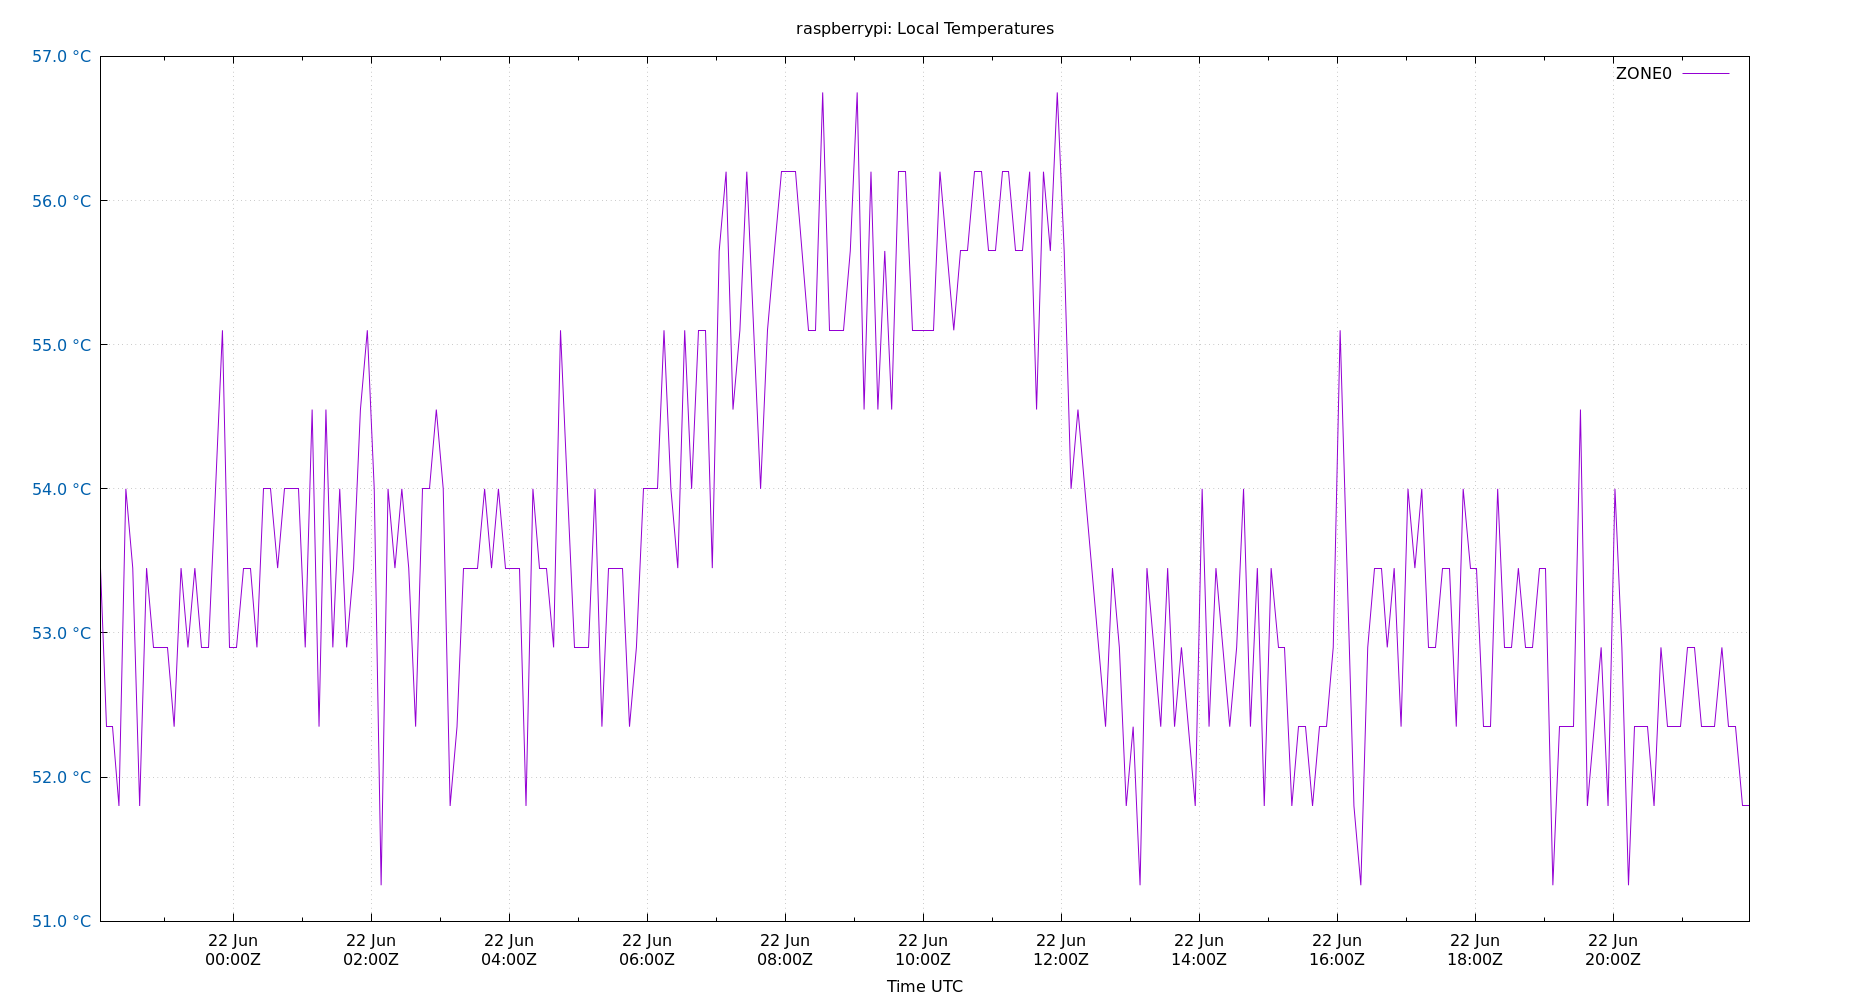 raspberrypi: Local Temperatures
57.0 °C
ZONE0
56.0 °C
55.0 °C
54.0 °C
53.0 °C
52.0 °C
51.0 °C
22 Jun 22 Jun 22 Jun 22 Jun 22 Jun 22 Jun 22 Jun 22 Jun 22 Jun 22 Jun 22 Jun
00:00Z 02:00Z 04:00Z 06:00Z 08:00Z 10:00Z 12:00Z 14:00Z 16:00Z 18:00Z 20:00Z
Time UTC